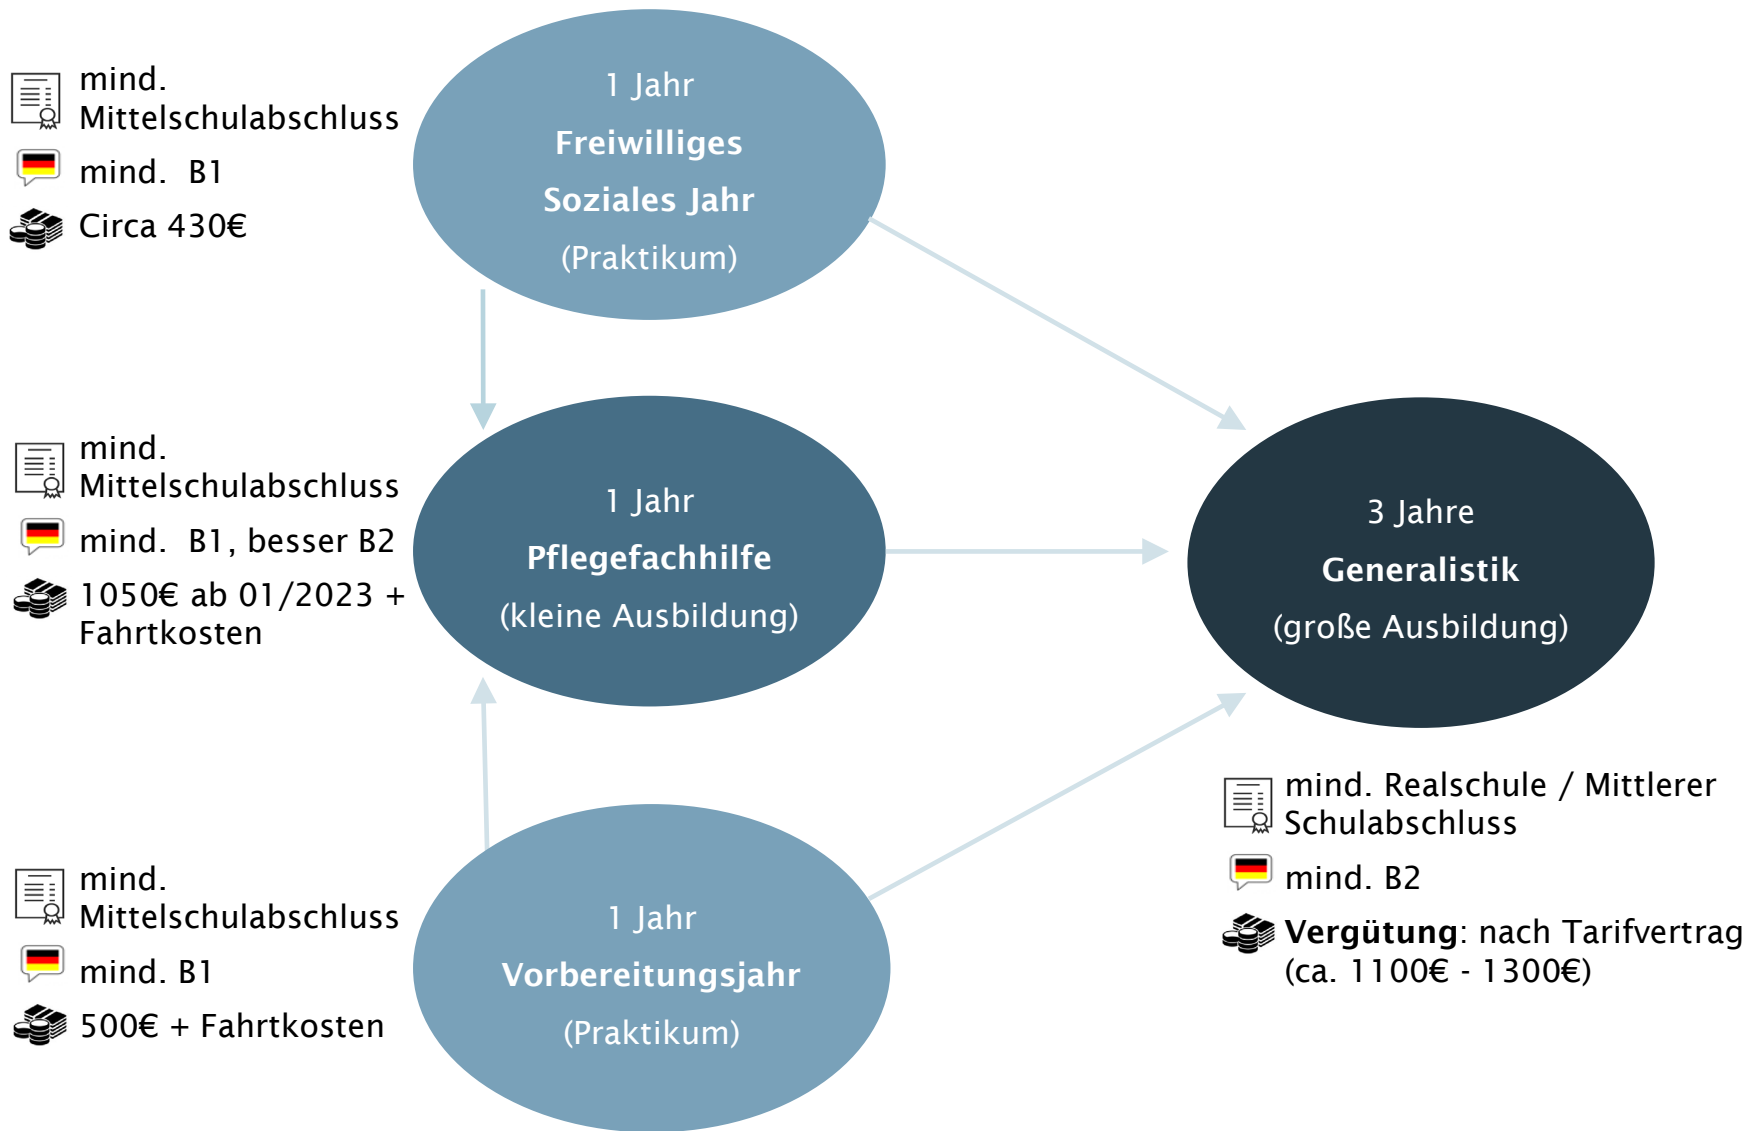 mind.
Mittelschulabschluss
mind. B1
Circa 430€
1 Jahr
Freiwilliges
Soziales Jahr
(Praktikum)
mind.
Mittelschulabschluss
mind. B1, besser B2
1050€ ab 01/2023 +
Fahrtkosten
1 Jahr
Pflegefachhilfe
(kleine Ausbildung)
3 Jahre
Generalistik
(große Ausbildung)
mind. Realschule / Mittlerer
Schulabschluss
mind. B2
Vergütung: nach Tarifvertrag
(ca. 1100€ - 1300€)
mind.
Mittelschulabschluss
mind. B1
500€ + Fahrtkosten
1 Jahr
Vorbereitungsjahr
(Praktikum)